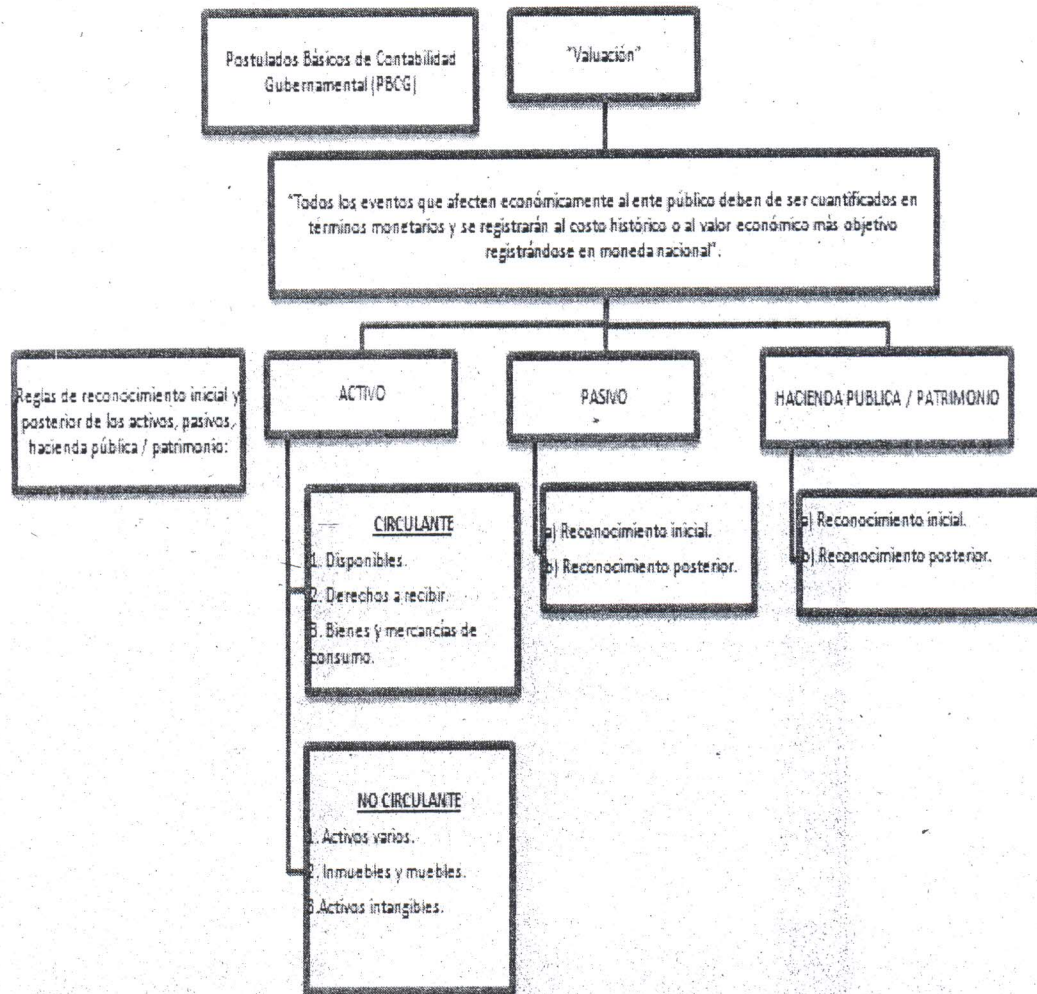 Postulados Básicos de Contabilidad
Gubernamental (PBCG)
"Valuación"
"Todos los eventos que afecten económicamente al ente público deben de ser cuantificados en
términos monetarios y se registrarán al costo histórico o al valor económico más objetivo
registrándose en moneda nacional".
Reglas de reconocimiento inicial y
posterior de los activos, pasivos,
hacienda pública / patrimonio:
ACTIVO
PASIVO
HACIENDA PUBLICA / PATRIMONIO
CIRCULANTE
1. Disponibles.
2. Derechos a recibir.
3. Bienes y mercancías de
consumo.
a) Reconocimiento inicial.
b) Reconocimiento posterior.
a) Reconocimiento inicial.
b) Reconocimiento posterior.
NO CIRCULANTE
1. Activos varios.
2. Inmuebles y muebles.
3.Activos intangibles.